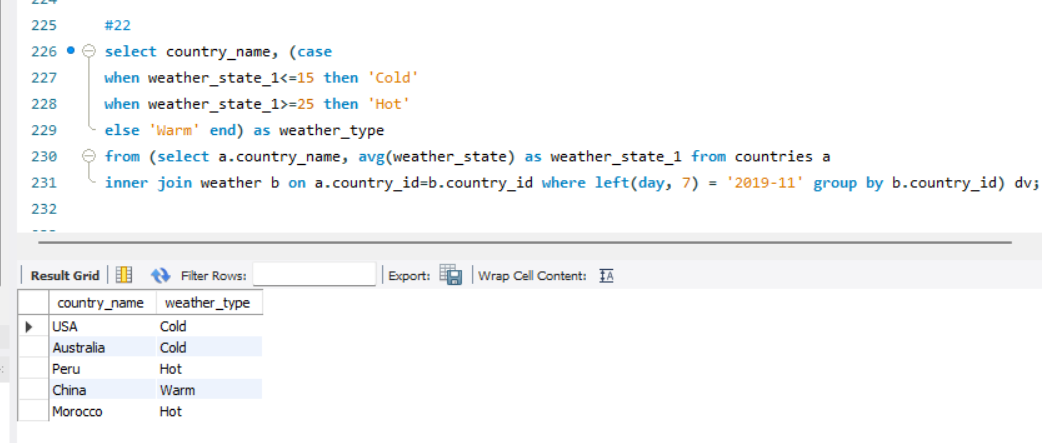 225 #22
226 select country_name, (case
227 when weather_state_1<=15 then 'Cold'
228 when weather_state_1>=25 then 'Hot'
229 else 'Warm' end) as weather_type
230 from (select a.country_name, avg(weather_state) as weather_state_1 from countries a
231 inner join weather b on a.country_id=b.country_id where left(day, 7) = '2019-11' group by b.country_id) dv;
232
Result Grid Filter Rows: Export: Wrap Cell Content: IA
country_name weather_type
USA Cold
Australia Cold
Peru Hot
China Warm
Morocco Hot